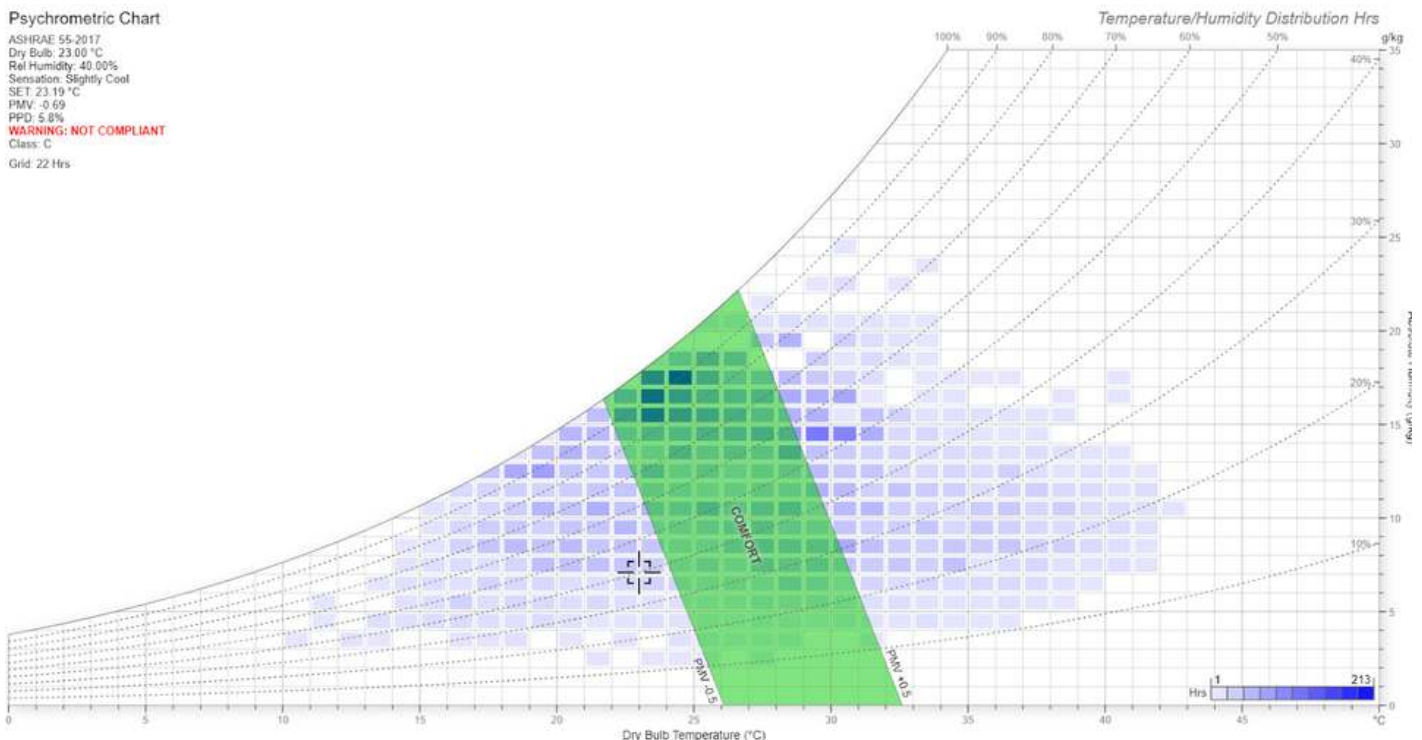 Psychrometric Chart
ASHRAE 55-2017
Dry Bulb: 23.00 °C
Rel Humidity: 40.00%
Sensation: Slightly Cool
SET: 23.19 °C
PMV: -0.69
PPD: 5.8%
WARNING: NOT COMPLIANT
Class: C
Grid: 22 Hrs
Temperature/Humidity Distribution Hrs
100% 90% 80% 70% 60% 50% g/kg
35
40%
30
30%
25
20
20%
15
10
10%
5
0
COMFORT
PMV -0.5
PMV +0.5
1 213
Hrs
0 5 10 15 20 25 30 35 40 45 °C
Dry Bulb Temperature (°C)